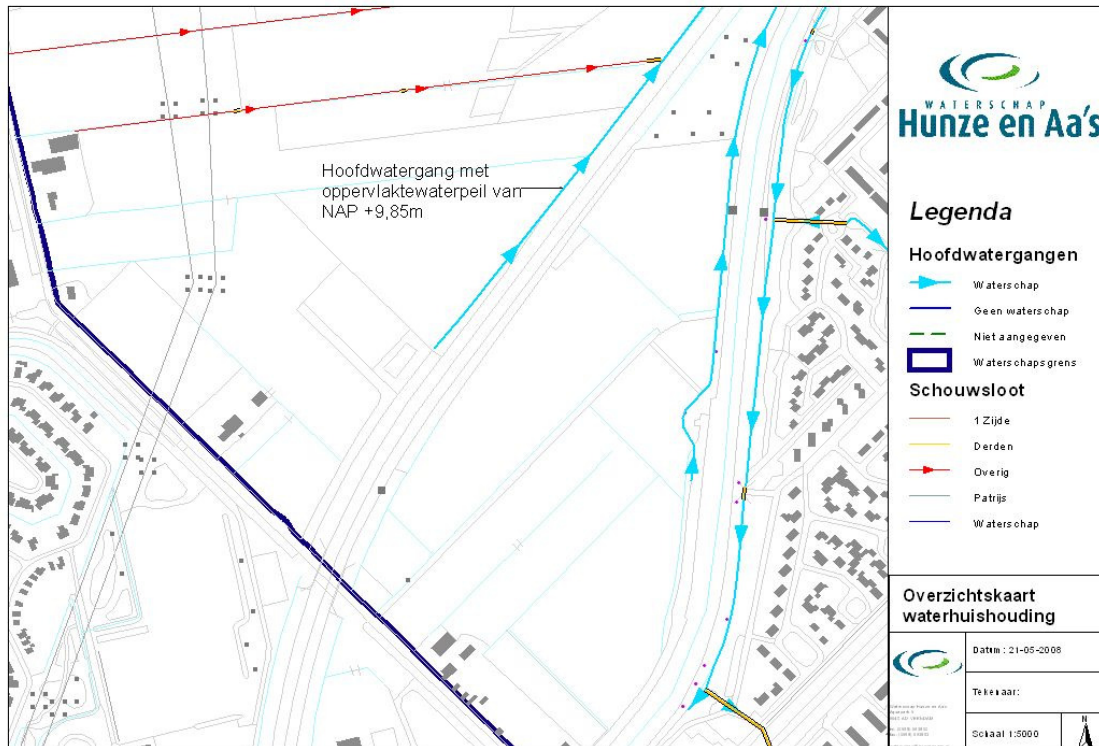 Hoofdwatergang met
oppervlaktewaterpeil van
NAP +9,85m
WATERSCHAP
Hunze en Aa's
Legenda
Hoofdwatergangen
Waterschap
Geen waterschap
Niet aangegeven
Waterschapsgrens
Schouwsloot
1 Zijde
Derden
Overig
Patrijs
Waterschap
Overzichtskaart
waterhuishouding
Datum : 21-05-2008
Tekenaar:
Schaal 1:5000
N